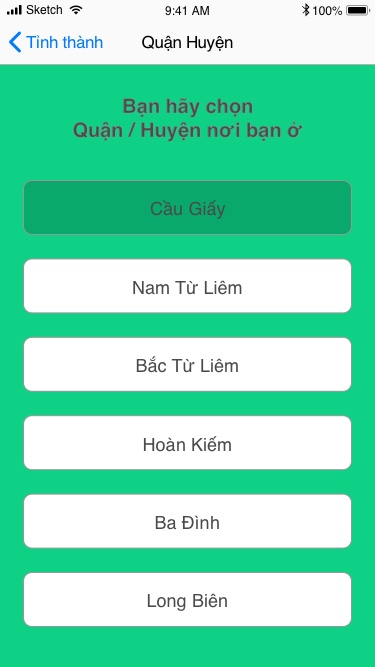 Sketch 9:41 AM 100%
Tỉnh thành Quận Huyện
Bạn hãy chọn
Quận / Huyện nơi bạn ở
Cầu Giấy
Nam Từ Liêm
Bắc Từ Liêm
Hoàn Kiếm
Ba Đình
Long Biên